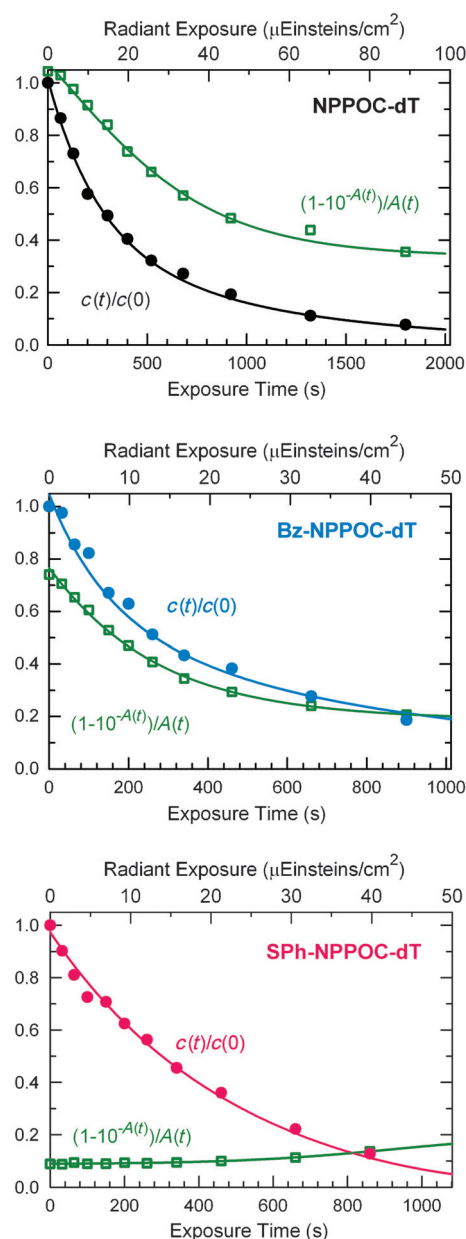 Radiant Exposure (μEinsteins/cm²)
0 20 40 60 80 100
NPPOC-dT
1.0
0.8
0.6
0.4
0.2
0.0
(1-10^-A(t))/A(t)
c(t)/c(0)
0 500 1000 1500 2000
Exposure Time (s)
Radiant Exposure (μEinsteins/cm²)
0 10 20 30 40 50
Bz-NPPOC-dT
1.0
0.8
0.6
0.4
0.2
0.0
c(t)/c(0)
(1-10^-A(t))/A(t)
0 200 400 600 800 1000
Exposure Time (s)
Radiant Exposure (μEinsteins/cm²)
0 10 20 30 40 50
SPh-NPPOC-dT
1.0
0.8
0.6
0.4
0.2
0.0
c(t)/c(0)
(1-10^-A(t))/A(t)
0 200 400 600 800 1000
Exposure Time (s)